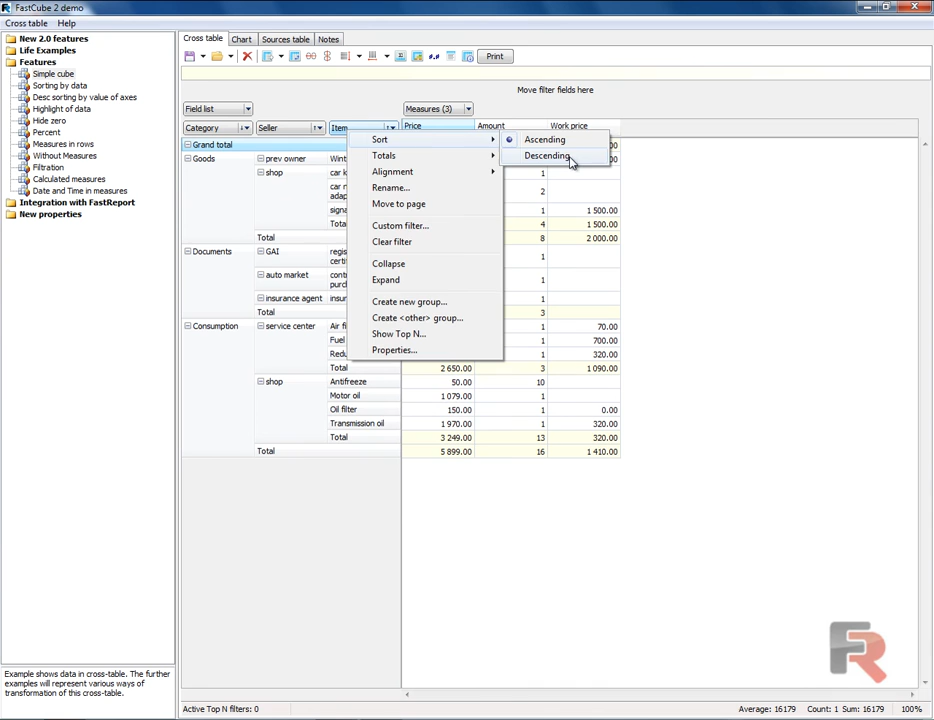 FastCube 2 demo
Cross table Help
New 2.0 features
Life Examples
Features
Simple cube
Sorting by data
Desc sorting by value of axes
Highlight of data
Hide zero
Percent
Measures in rows
Without Measures
Filtration
Calculated measures
Date and Time in measures
Integration with FastReport
New properties
Example shows data in cross-table. The further
examples will represent various ways of
transformation of this cross-table.
Cross table Chart Sources table Notes
Print
Move filter fields here
Field list Measures (3)
Category Seller Item Price Amount Work price
Sort
Totals
Alignment
Rename...
Move to page
Custom filter...
Clear filter
Collapse
Expand
Create new group...
Create <other> group...
Show Top N...
Properties...
Ascending
Descending
Grand total
Goods prev owner
shop car 1
2
1 1 500.00
4 1 500.00
Total 8 2 000.00
Documents GAI 1
auto market 1
insurance agent 1
Total 3
Consumption service center 1 70.00
1 700.00
1 320.00
Total 2 650.00 3 1 090.00
shop Antifreeze 50.00 10
Motor oil 1 079.00 1
Oil filter 150.00 1 0.00
Transmission oil 1 970.00 1 320.00
Total 3 249.00 13 320.00
Total 5 899.00 16 1 410.00
FR
Active Top N filters: 0 Average: 16179 Count: 1 Sum: 16179 100%